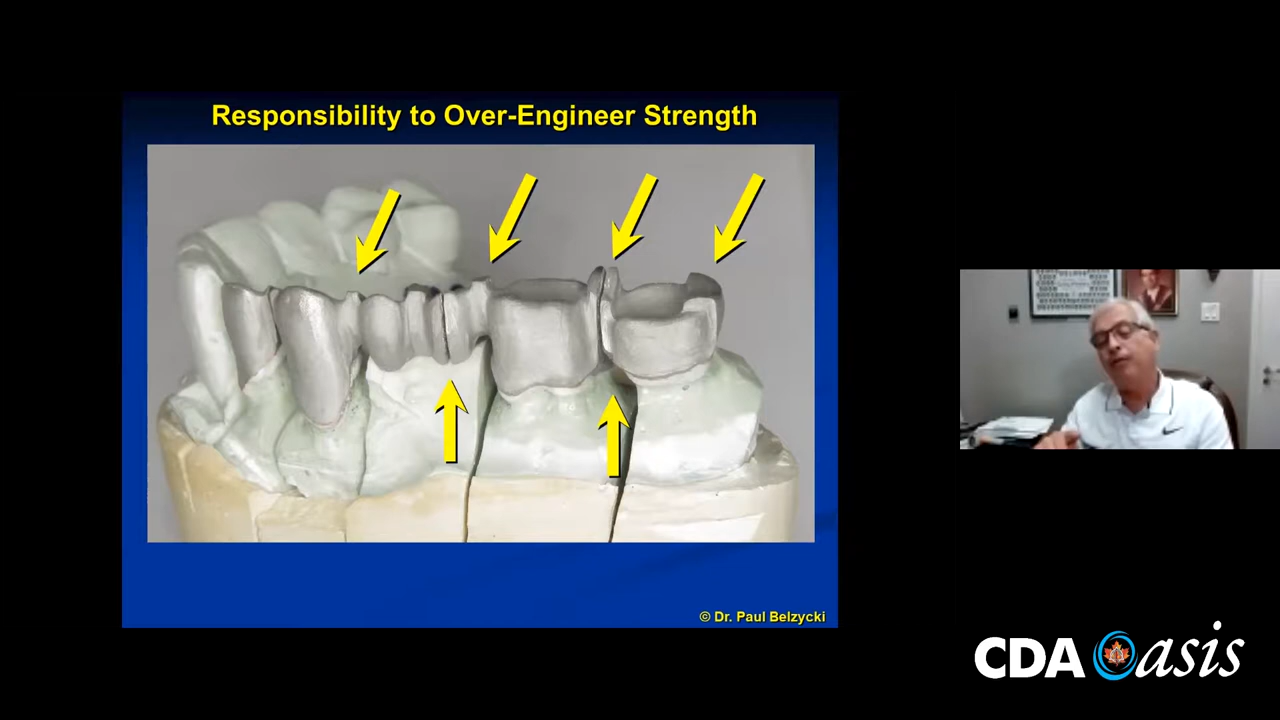 Responsibility to Over-Engineer Strength
© Dr. Paul Belzycki
CDA Oasis